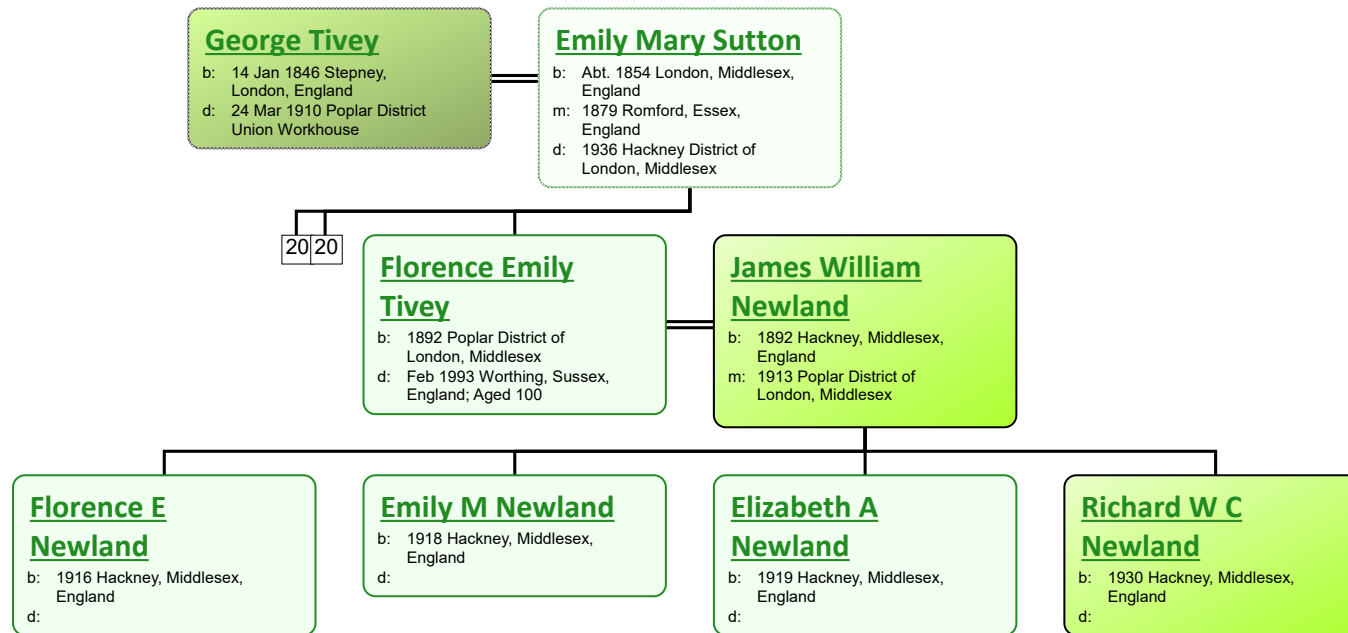 George Tivey
b: 14 Jan 1846 Stepney,
London, England
d: 24 Mar 1910 Poplar District
Union Workhouse
Emily Mary Sutton
b: Abt. 1854 London, Middlesex,
England
m: 1879 Romford, Essex,
England
d: 1936 Hackney District of
London, Middlesex
20 20
Florence Emily
Tivey
b: 1892 Poplar District of
London, Middlesex
d: Feb 1993 Worthing, Sussex,
England; Aged 100
James William
Newland
b: 1892 Hackney, Middlesex,
England
m: 1913 Poplar District of
London, Middlesex
Florence E
Newland
b: 1916 Hackney, Middlesex,
England
d:
Emily M Newland
b: 1918 Hackney, Middlesex,
England
d:
Elizabeth A
Newland
b: 1919 Hackney, Middlesex,
England
d:
Richard W C
Newland
b: 1930 Hackney, Middlesex,
England
d: